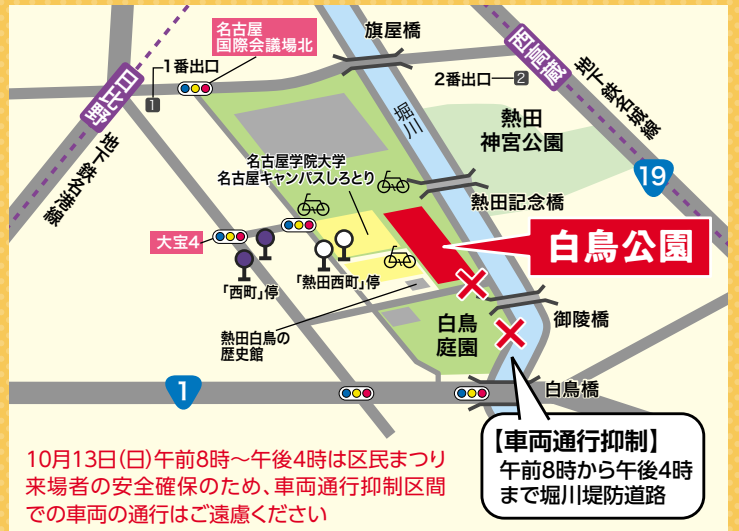 名古屋
国際会議場北
旗屋橋
西高蔵
地下鉄名城線
1番出口
1
2番出口
2
日比野
地下鉄名港線
堀川
熱田
神宮公園
19
名古屋学院大学
名古屋キャンパスしろとり
熱田記念橋
大宝4
白鳥公園
「西町」停
「熱田西町」停
熱田白鳥の
歴史館
白鳥
庭園
御陵橋
白鳥橋
1
【車両通行抑制】
午前8時から午後4時
まで堀川堤防道路
10月13日(日)午前8時～午後4時は区民まつり
来場者の安全確保のため、車両通行抑制区間
での車両の通行はご遠慮ください